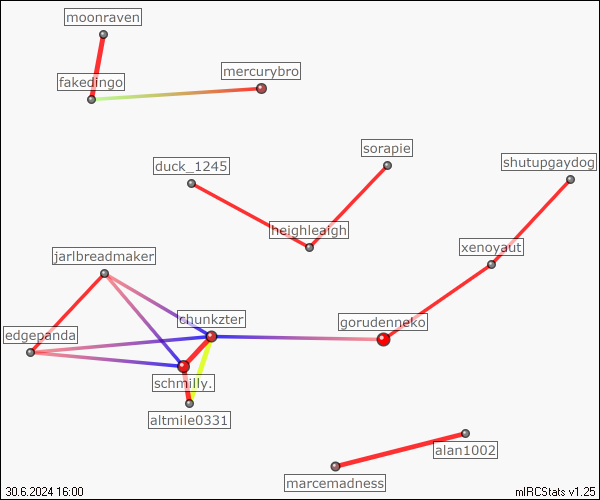 moonraven
mercurybro
fakedingo
sorapie
duck_1245
shutupgaydog
heighleaigh
xenoyaut
jarlbreadmaker
chunkzter
gorudenneko
edgepanda
schmilly.
altmile0331
alan1002
marcemadness
30.6.2024 16:00
mIRCStats v1.25